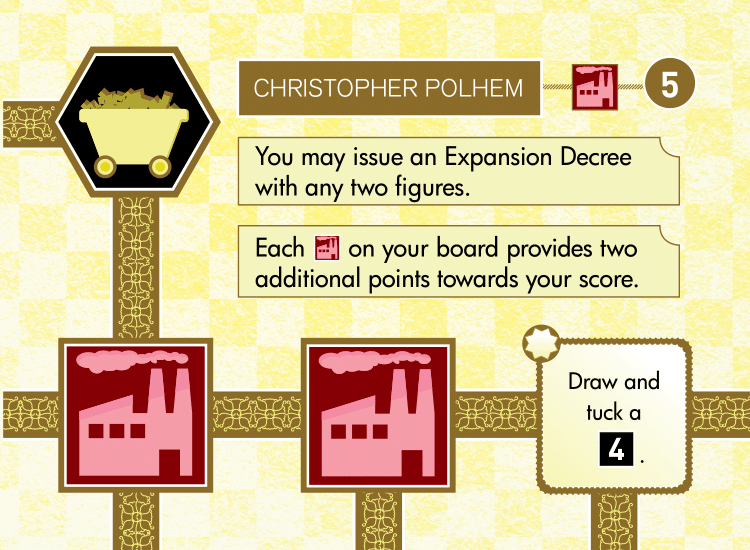 CHRISTOPHER POLHEM 5
You may issue an Expansion Decree
with any two figures.
Each on your board provides two
additional points towards your score.
Draw and
tuck a
4 .